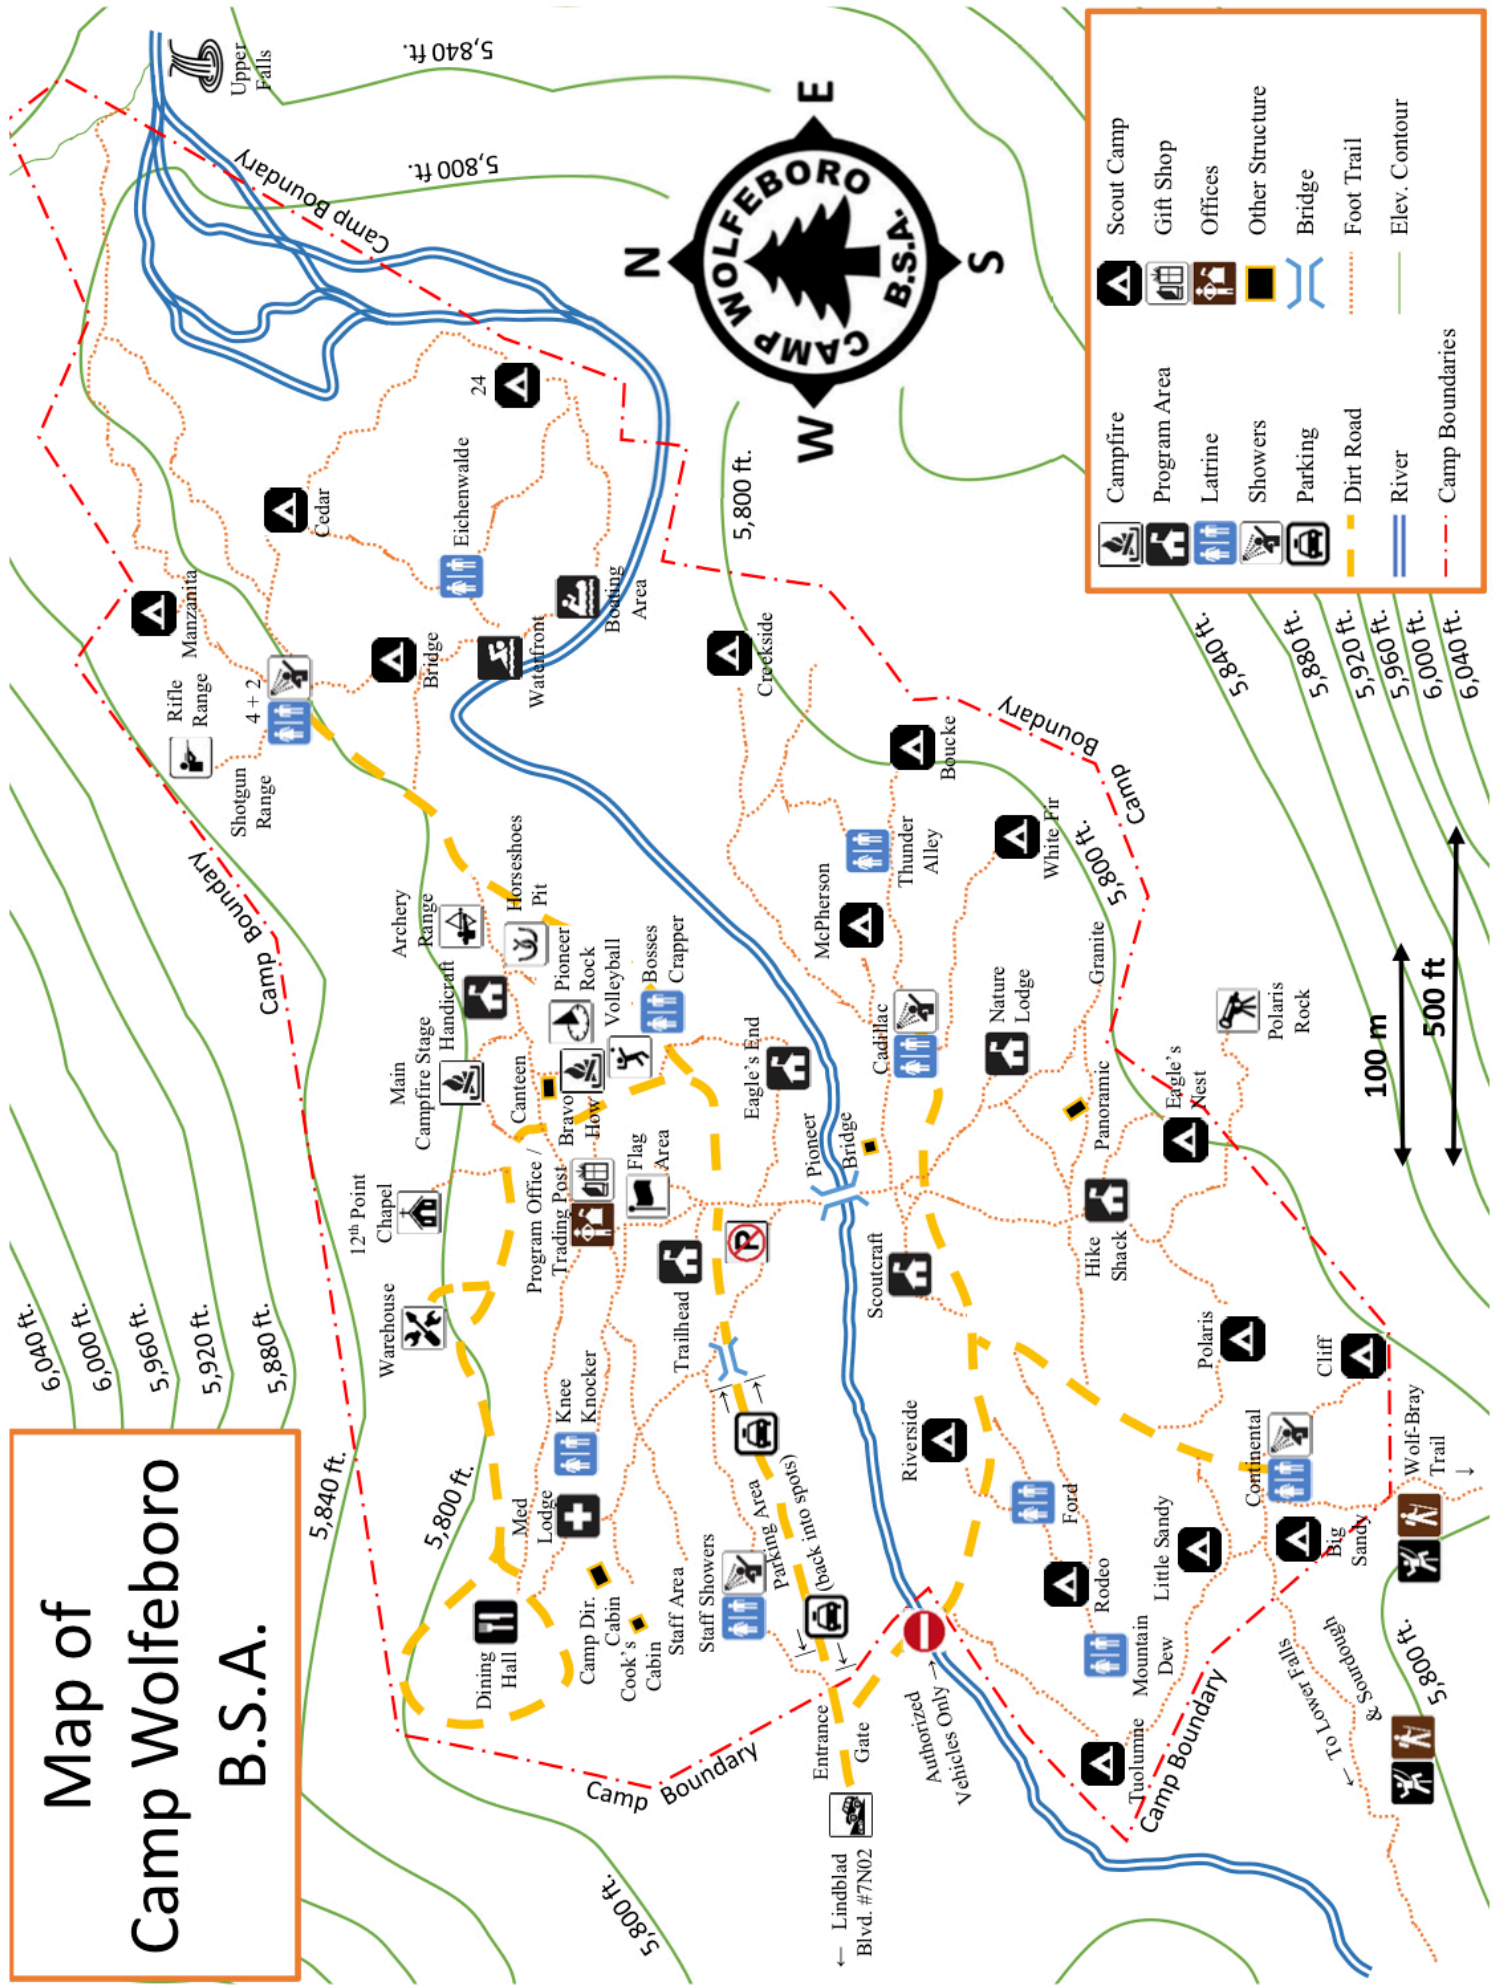 Map of
Camp Wolfeboro
B.S.A.
6,040 ft.
6,000 ft.
5,960 ft.
5,920 ft.
5,880 ft.
5,840 ft.
5,800 ft.
5,800 ft.
Camp Boundary
Camp Boundary
Camp Boundary
5,840 ft.
5,800 ft.
Upper
Falls
Rifle
Range
Shotgun
Range
Manzanita
4 + 2
Cedar
24
Eichenwalde
Bridge
Waterfront
Boating
Area
N
E
S
W
CAMP WOLFEBORO
B.S.A.
Warehouse
12th Point
Chapel
Main
Campfire Stage
Handicraft
Archery
Range
Horseshoes
Pit
Pioneer
Rock
Volleyball
Bosses
Crapper
Canteen
Bravo
How
Program Office /
Trading Post
Flag
Area
Eagle's End
Trailhead
P
Knee
Knocker
Med
Lodge
Dining
Hall
Camp Dir.
Cabin
Cook's
Cabin
Staff Area
Staff Showers
Parking Area
(back into spots)
Entrance
Gate
← Lindblad
Blvd. #7N02
Authorized
Vehicles Only →
Pioneer
Bridge
Scoutcraft
Riverside
Ford
Rodeo
Mountain
Dew
Tuolumne
Little Sandy
Big
Sandy
Continental
Cliff
Polaris
Hike
Shack
Eagle's
Nest
Panoramic
Granite
Nature
Lodge
Cadillac
McPherson
Thunder
Alley
White Fir
Boucke
Creekside
Polaris
Rock
Wolf-Bray
Trail
↓
← To Lower Falls
& Sourdough
Camp Boundary
Camp Boundary
5,800 ft.
5,800 ft.
5,800 ft.
5,840 ft.
5,880 ft.
5,920 ft.
5,960 ft.
6,000 ft.
6,040 ft.
100 m
500 ft
Campfire
Program Area
Latrine
Showers
Parking
Dirt Road
River
Camp Boundaries
Scout Camp
Gift Shop
Offices
Other Structure
Bridge
Foot Trail
Elev. Contour